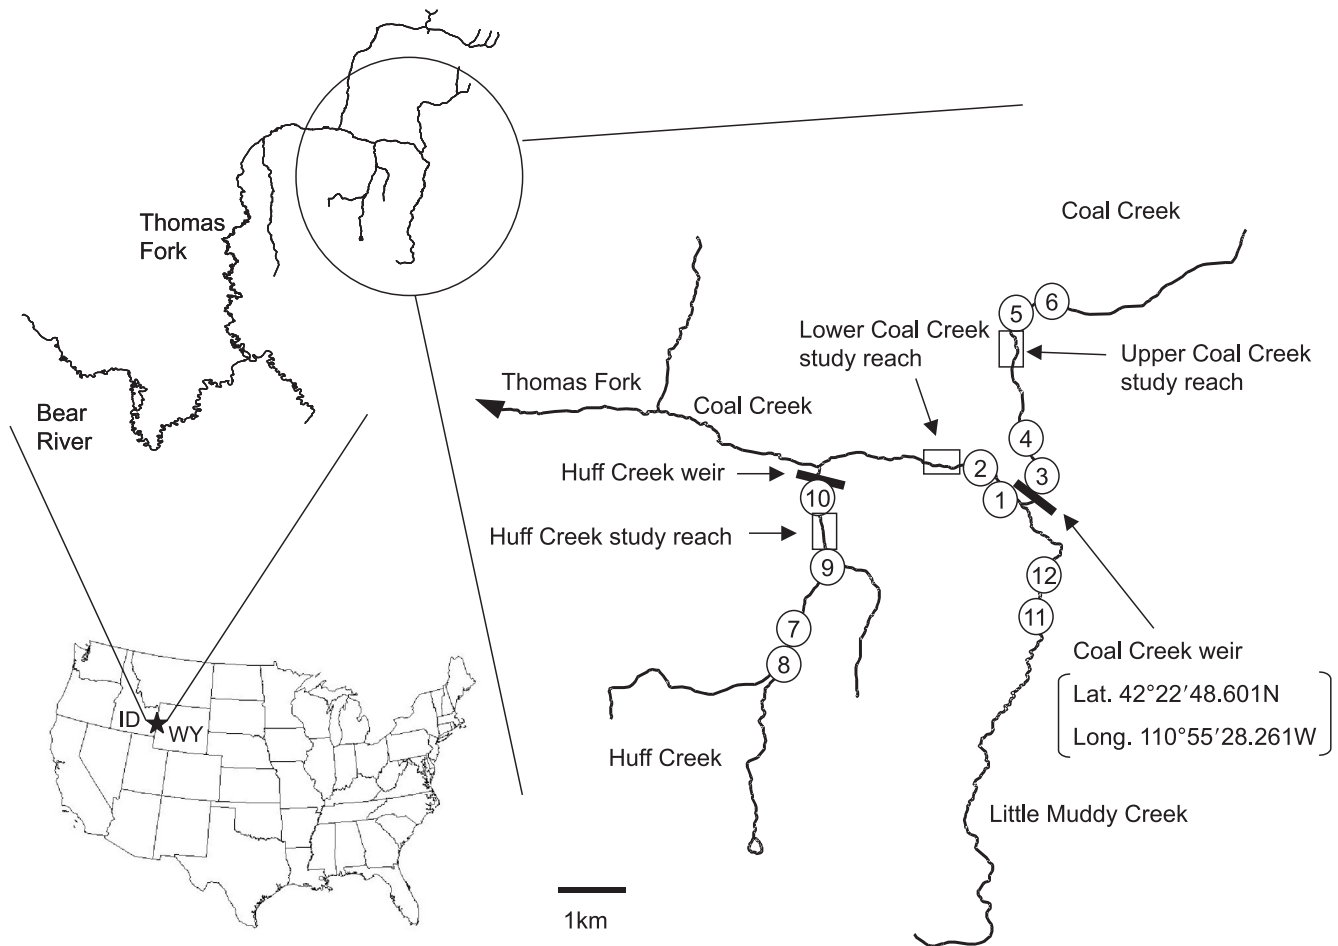 Thomas
Fork
Bear
River
ID
WY
Coal Creek
5
6
Lower Coal Creek
study reach
Upper Coal Creek
study reach
Thomas Fork
Coal Creek
4
2
3
1
Huff Creek weir
10
Huff Creek study reach
9
12
11
7
8
Coal Creek weir
Lat. 42°22′48.601N
Long. 110°55′28.261W
Huff Creek
Little Muddy Creek
1km